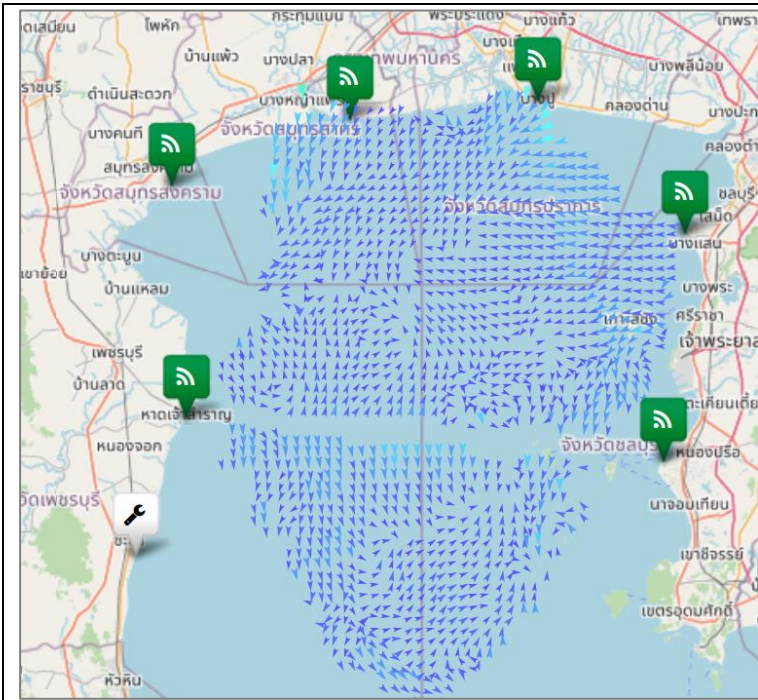 กระทุ่มแบน
พระประแดง
บางแก้ว
เทพรา
ดเสมียน
โพหัก
บ้านแพ้ว
บางปลา
เทพมหานคร
บางพลีน้อย
ราชบุรี
ดำเนินสะดวก
บางหญ้าแพรก
บางปู
คลองด่าน
บางปะ
บางคนที
จังหวัดสมุทรสาคร
คลองตำ
จังหวัดสมุทรสงคราม
จังหวัดสมุทรปราการ
ชลบุรี
เสม็ด
บางแสน
เขาย้อย
บางตะบูน
บ้านแหลม
บางพระ
เกาะสีชัง
ศรีราชา
เจ้าพระยาส
เพชรบุรี
บ้านลาด
หาดเจ้าสำราญ
ตะเคียนเตี้ย
หนองจอก
จังหวัดชลบุรี
หนองปรือ
วัดเพชรบุรี
นาจอมเทียน
เขาชีจรรย์
เขตรอุดมศักดิ์
หัวหิน